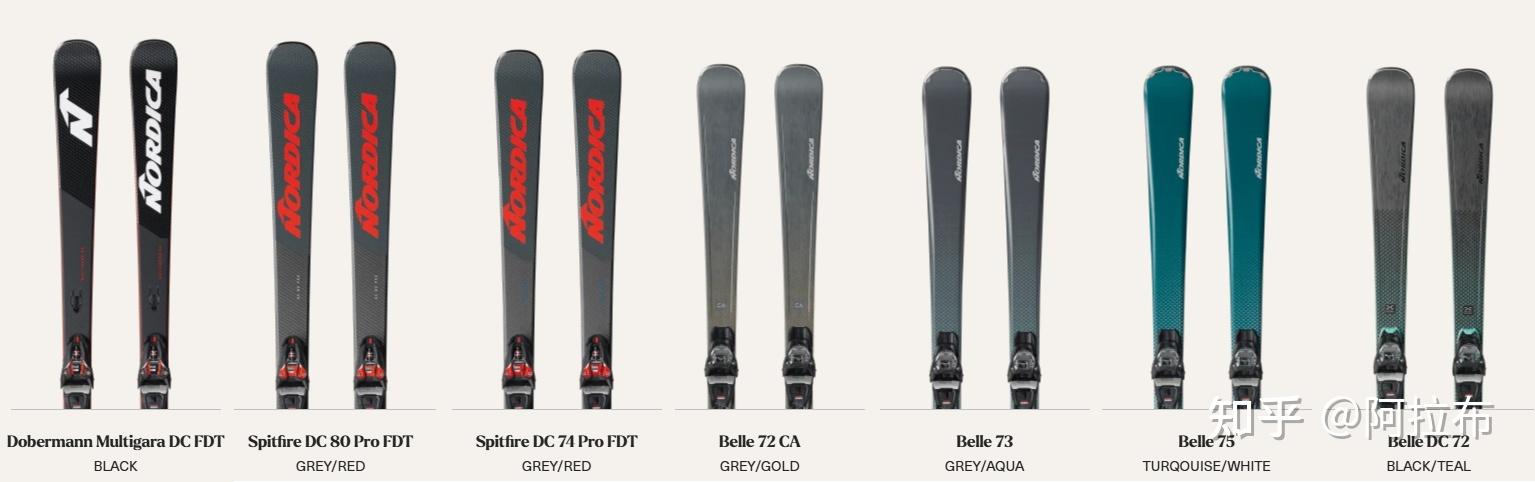 NORDICA
NORDICA
NORDICA
NORDICA
NORDICA
NORDICA
NORDICA
NORDICA
NORDICA
NORDICA
NORDICA
NORDICA
NORDICA
CA
CA
Dobermann Multigara DC FDT
BLACK
Spitfire DC 80 Pro FDT
GREY/RED
Spitfire DC 74 Pro FDT
GREY/RED
Belle 72 CA
GREY/GOLD
Belle 73
GREY/AQUA
Belle 75
TURQOUISE/WHITE
Belle DC 72
BLACK/TEAL
知乎 @阿拉布